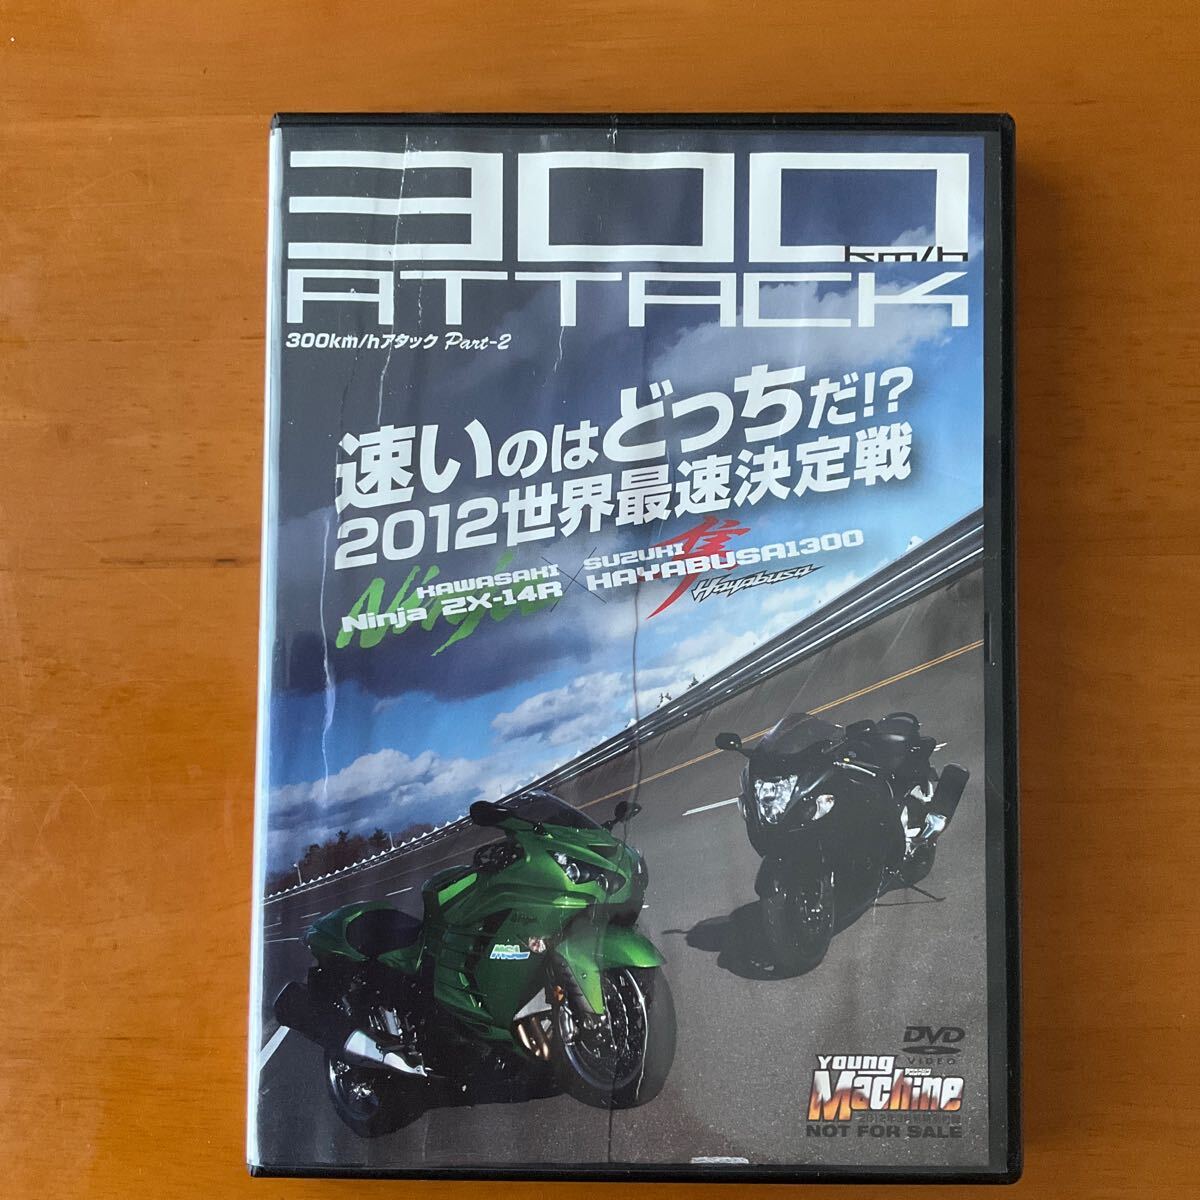 300
km/h
ATTACK
300km/hアタック Part-2
速いのはどっちだ!?
2012世界最速決定戦
Ninja
KAWASAKI
Ninja ZX-14R
×
隼
SUZUKI
HAYABUSA1300
Hayabusa
MSL
DVD
VIDEO
Young
Machine
NOT FOR SALE